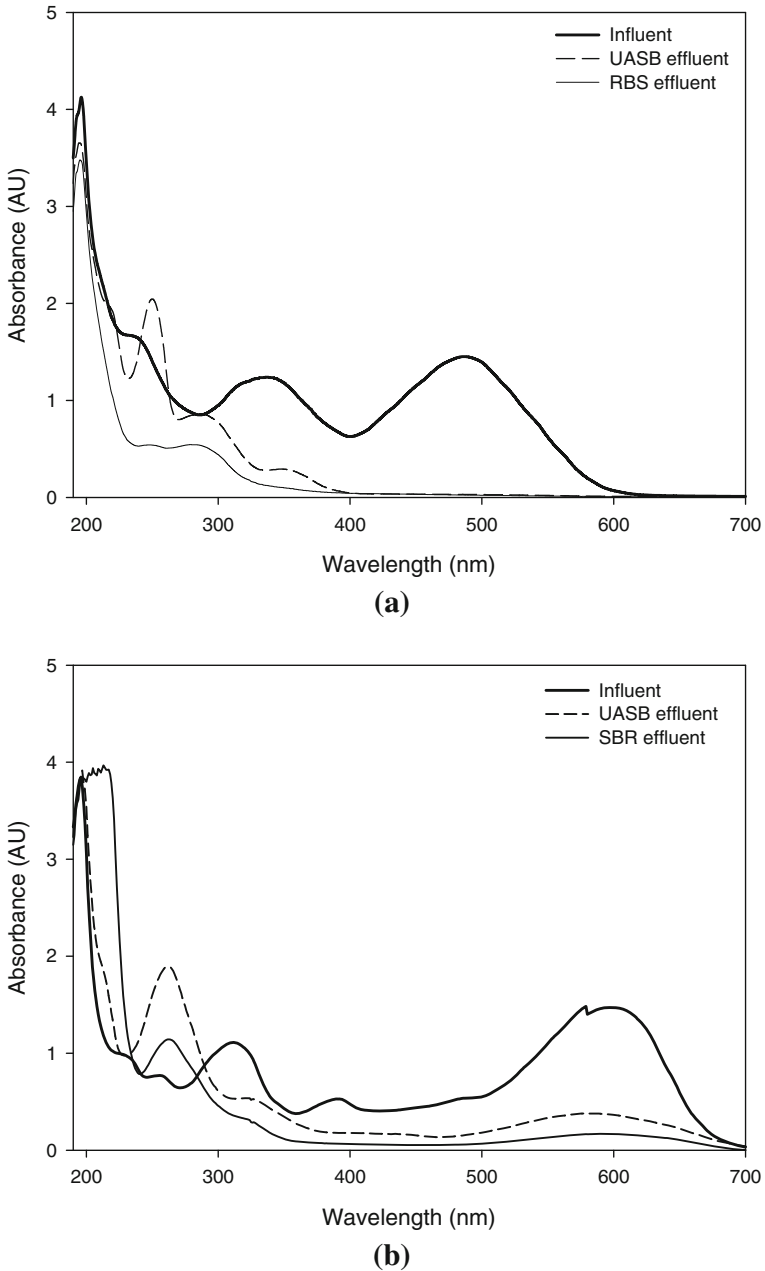 5
Influent
UASB effluent
RBS effluent
4
3
2
1
0
Absorbance (AU)
200 300 400 500 600 700
Wavelength (nm)
(a)
5
Influent
UASB effluent
SBR effluent
4
3
2
1
0
Absorbance (AU)
200 300 400 500 600 700
Wavelength (nm)
(b)